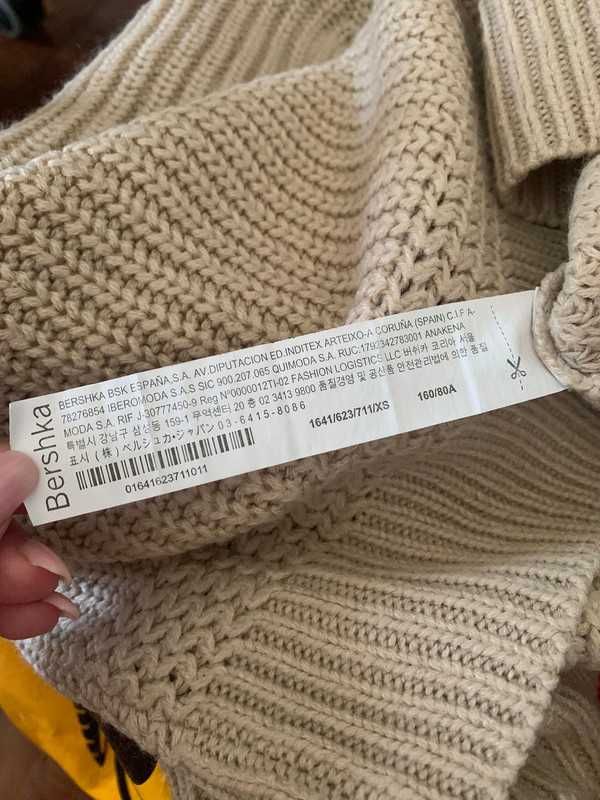 Bershka
BERSHKA BSK ESPAÑA,S.A. AV.DIPUTACION ED.INDITEX ARTEIXO-A CORUÑA (SPAIN) C.I.F A-
78276854 IBEROMODA S.A.S SIC 900.207.065 QUIMODA S.A. RUC:1792342783001 ANAKENA
MODA S.A. RIF J-30777450-9 Reg Nº0000012TI-02 FASHION LOGISTICS LLC 버쉬카 코리아 서울
특별시 강남구 삼성동 159-1 무역센터 20 층 02 3413 9800 품질경영 및 공산품 안전관리법에 의한 품질
표시 (株) ベルシュカ・ジャパン 03-6415-8086
01641623711011
1641/623/711/XS
160/80A